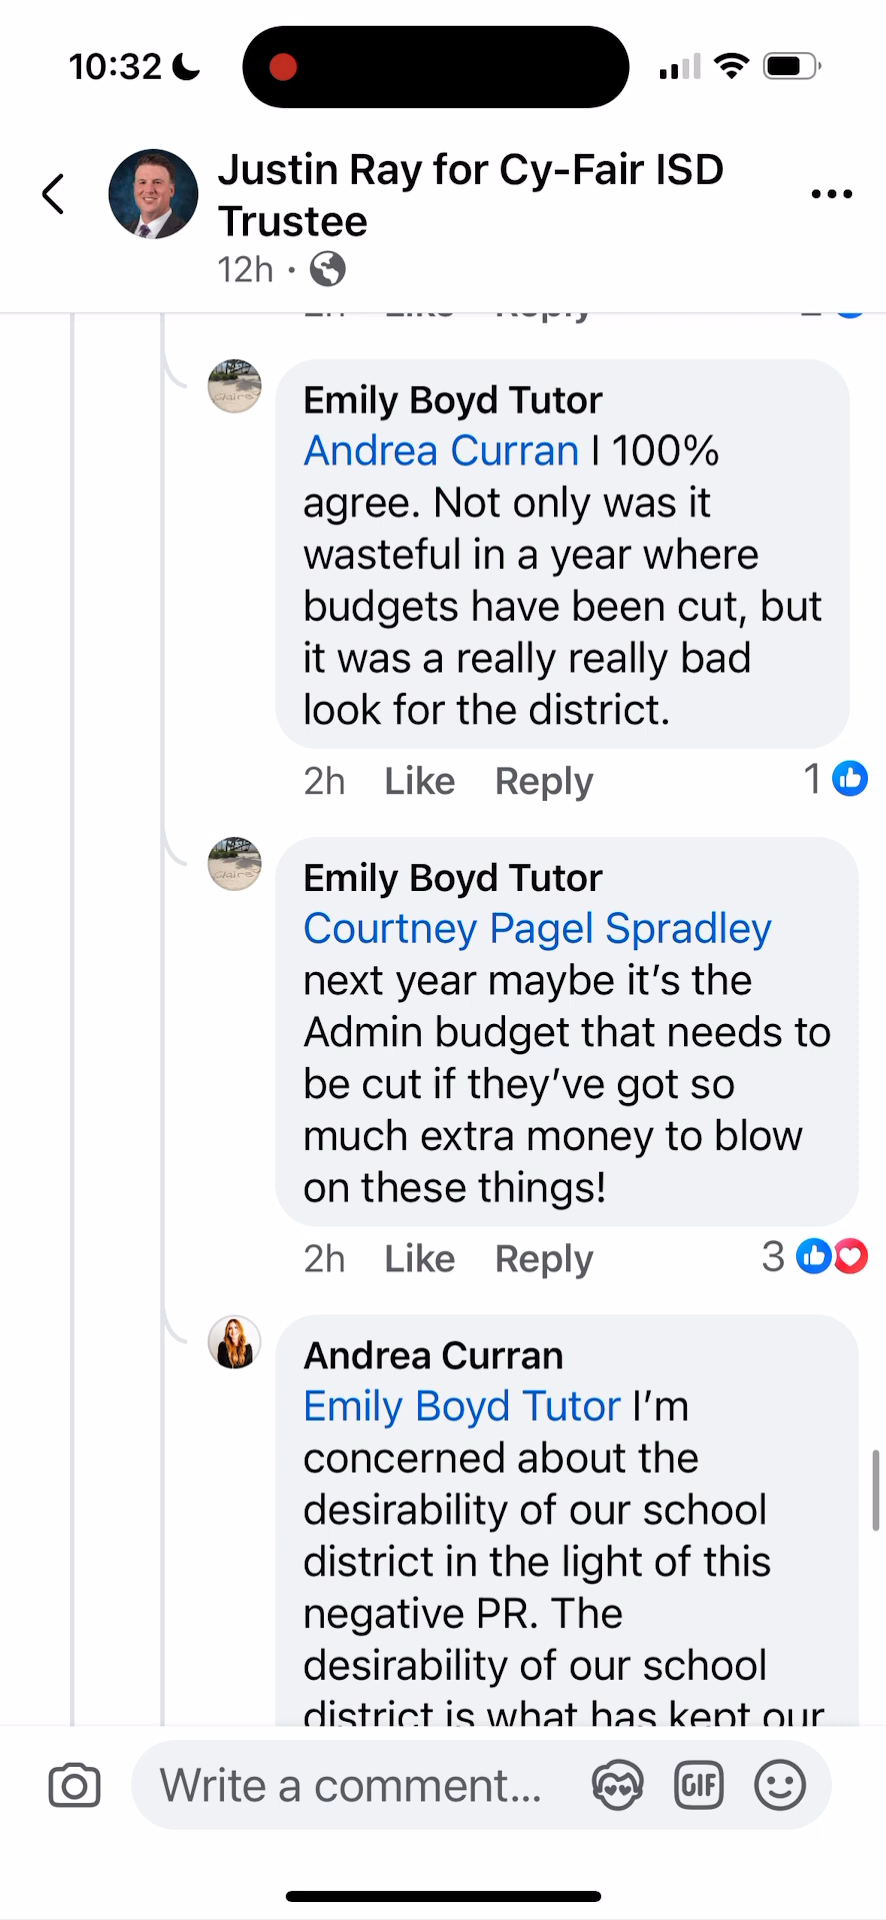 10:32
Justin Ray for Cy-Fair ISD
Trustee
12h ·
2h Like Reply
Emily Boyd Tutor
Andrea Curran I 100%
agree. Not only was it
wasteful in a year where
budgets have been cut, but
it was a really really bad
look for the district.
2h Like Reply 1
Emily Boyd Tutor
Courtney Pagel Spradley
next year maybe it’s the
Admin budget that needs to
be cut if they’ve got so
much extra money to blow
on these things!
2h Like Reply 3
Andrea Curran
Emily Boyd Tutor I’m
concerned about the
desirability of our school
district in the light of this
negative PR. The
desirability of our school
district is what has kept our
Write a comment...
GIF